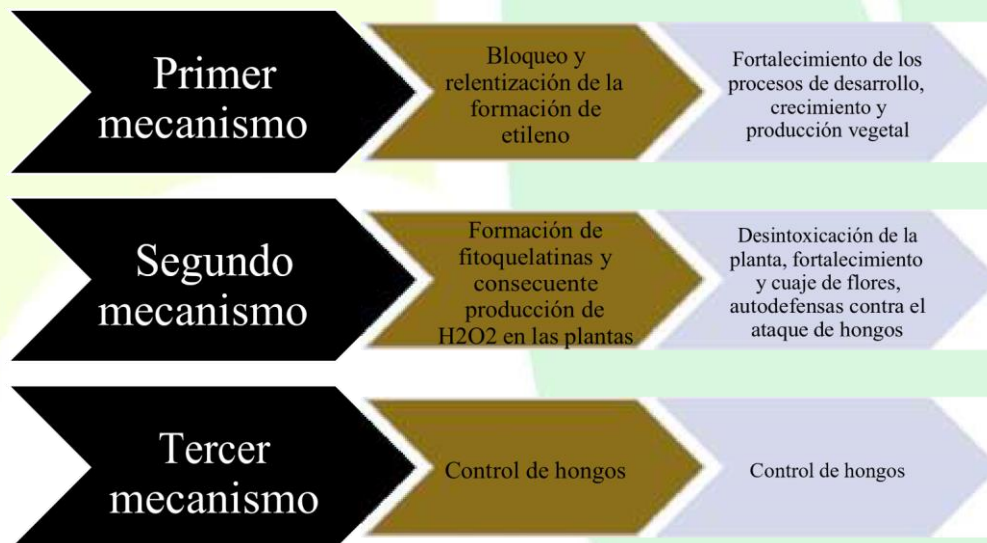 Primer
mecanismo
Bloqueo y
relentización de la
formación de
etileno
Fortalecimiento de los
procesos de desarrollo,
crecimiento y
producción vegetal
Segundo
mecanismo
Formación de
fitoquelatinas y
consecuente
producción de
H2O2 en las plantas
Desintoxicación de la
planta, fortalecimiento
y cuaje de flores,
autodefensas contra el
ataque de hongos
Tercer
mecanismo
Control de hongos
Control de hongos